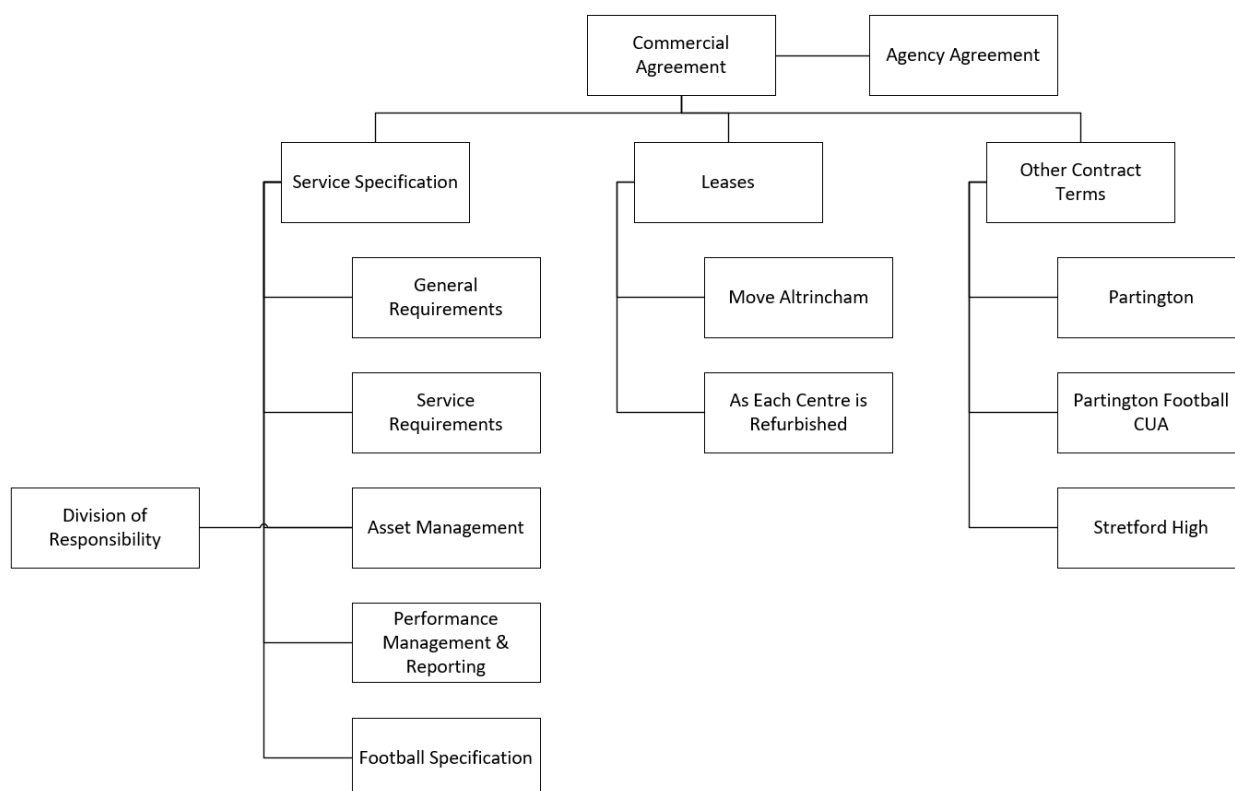 Commercial
Agreement
Agency Agreement
Service Specification
Leases
Other Contract
Terms
General
Requirements
Move Altrincham
Partington
Service
Requirements
As Each Centre is
Refurbished
Partington Football
CUA
Division of
Responsibility
Asset Management
Stretford High
Performance
Management &
Reporting
Football Specification